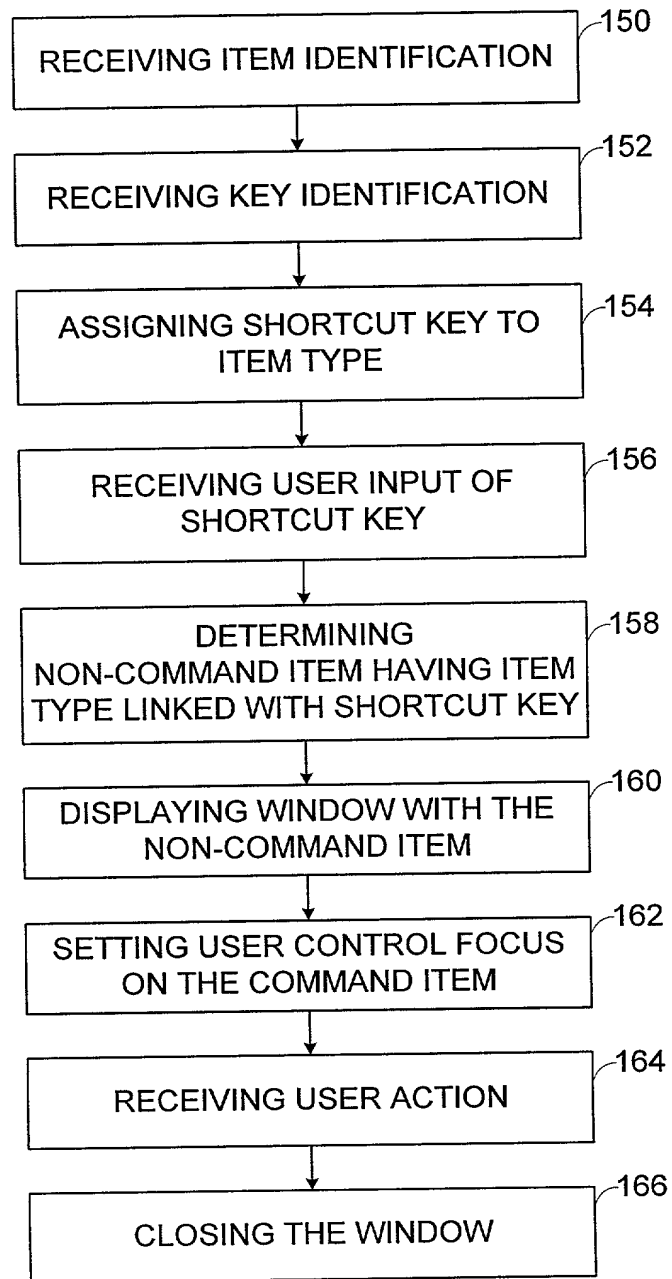 150
RECEIVING ITEM IDENTIFICATION
152
RECEIVING KEY IDENTIFICATION
154
ASSIGNING SHORTCUT KEY TO
ITEM TYPE
156
RECEIVING USER INPUT OF
SHORTCUT KEY
158
DETERMINING
NON-COMMAND ITEM HAVING ITEM
TYPE LINKED WITH SHORTCUT KEY
160
DISPLAYING WINDOW WITH THE
NON-COMMAND ITEM
162
SETTING USER CONTROL FOCUS
ON THE COMMAND ITEM
164
RECEIVING USER ACTION
166
CLOSING THE WINDOW